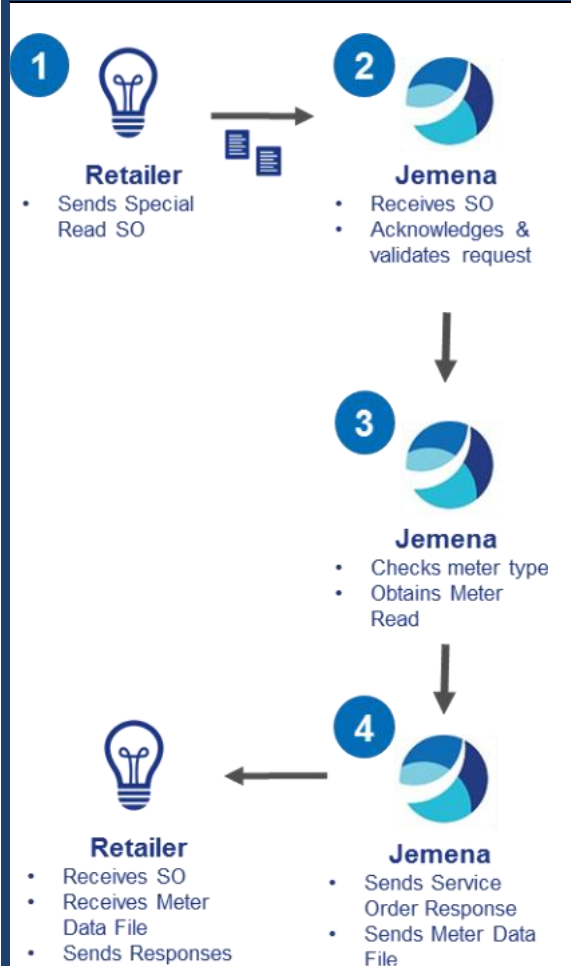 1
Retailer
• Sends Special
Read SO
2
Jemena
• Receives SO
• Acknowledges &
validates request
3
Jemena
• Checks meter type
• Obtains Meter
Read
4
Jemena
• Sends Service
Order Response
• Sends Meter Data
File
Retailer
• Receives SO
• Receives Meter
Data File
• Sends Responses